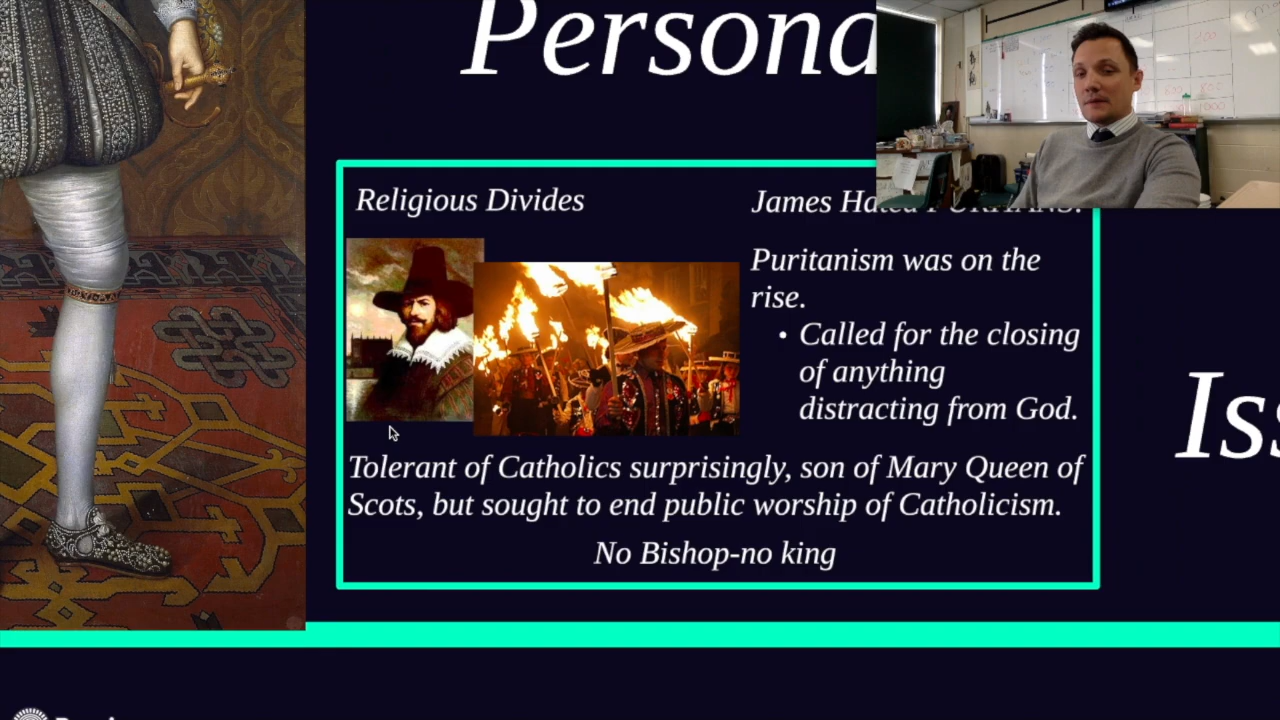 Persona
Religious Divides
James Hated PURITANS!
Puritanism was on the
rise.
• Called for the closing
of anything
distracting from God.
Tolerant of Catholics surprisingly, son of Mary Queen of
Scots, but sought to end public worship of Catholicism.
No Bishop-no king
Iss